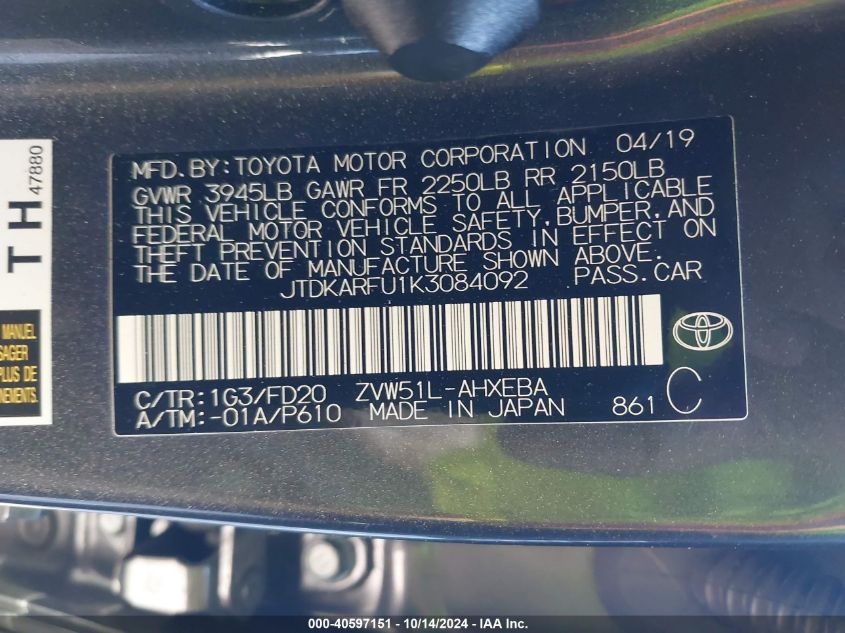 MFD.BY:TOYOTA MOTOR CORPORATION 04/19
GVWR 3945LB GAWR FR 2250LB RR 2150LB
THIS VEHICLE CONFORMS TO ALL APPLICABLE
FEDERAL MOTOR VEHICLE SAFETY,BUMPER,AND
THEFT PREVENTION STANDARDS IN EFFECT ON
THE DATE OF MANUFACTURE SHOWN ABOVE.
JTDKARFU1K3084092 PASS.CAR
C/TR:1G3/FD20 ZVW51L-AHXEBA
A/TM:-01A/P610 MADE IN JAPAN 861 C
TH
47880
MANUEL
PLUS DE
000-40597151 - 10/14/2024 - IAA Inc.